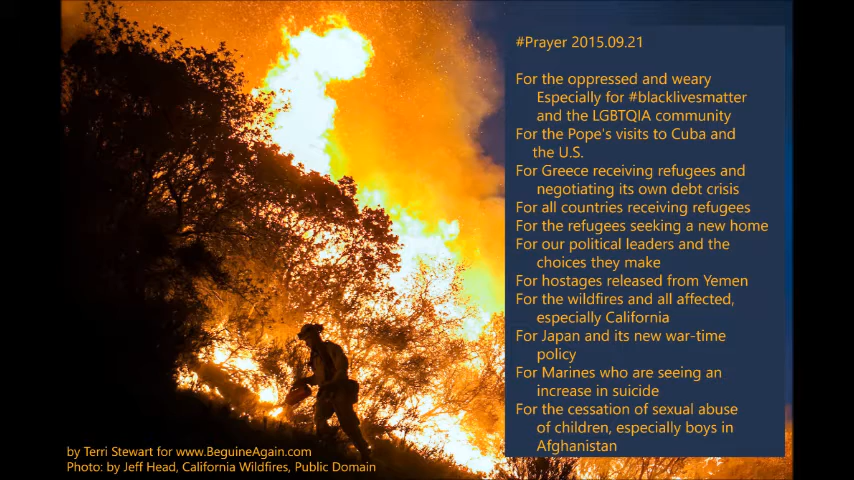 #Prayer 2015.09.21
For the oppressed and weary
Especially for #blacklivesmatter
and the LGBTQIA community
For the Pope's visits to Cuba and
the U.S.
For Greece receiving refugees and
negotiating its own debt crisis
For all countries receiving refugees
For the refugees seeking a new home
For our political leaders and the
choices they make
For hostages released from Yemen
For the wildfires and all affected,
especially California
For Japan and its new war-time
policy
For Marines who are seeing an
increase in suicide
For the cessation of sexual abuse
of children, especially boys in
Afghanistan
by Terri Stewart for www.BeguineAgain.com
Photo: by Jeff Head, California Wildfires, Public Domain